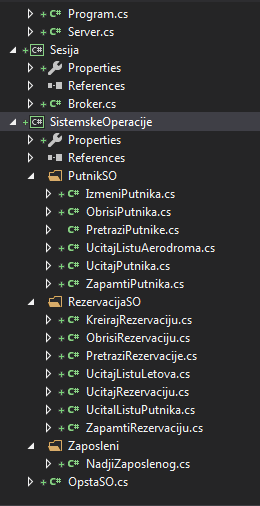 Program.cs
Server.cs
Sesija
Properties
References
Broker.cs
SistemskeOperacije
Properties
References
PutnikSO
IzmeniPutnika.cs
ObrisiPutnika.cs
PretraziPutnike.cs
UcitajListuAerodroma.cs
UcitajPutnika.cs
ZapamtiPutnika.cs
RezervacijaSO
KreirajRezervaciju.cs
ObrisiRezervaciju.cs
PretraziRezervacije.cs
UcitajListuLetova.cs
UcitajRezervaciju.cs
UcitalListuPutnika.cs
ZapamtiRezervaciju.cs
Zaposleni
NadjiZaposlenog.cs
OpstaSO.cs